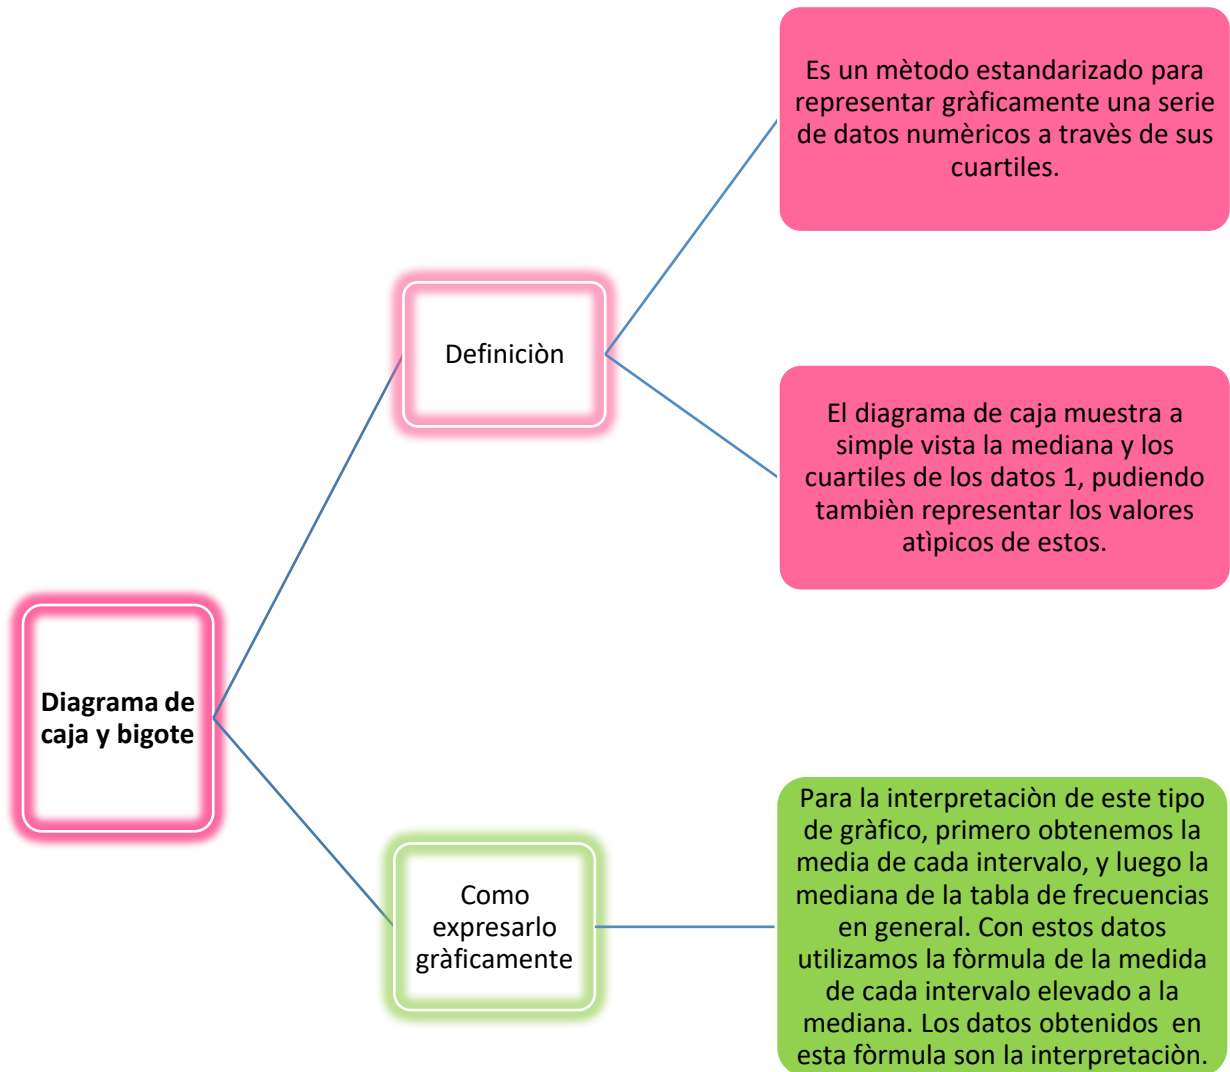 Diagrama de
caja y bigote
Definiciòn
Es un mètodo estandarizado para
representar gràficamente una serie
de datos numèricos a travès de sus
cuartiles.
El diagrama de caja muestra a
simple vista la mediana y los
cuartiles de los datos 1, pudiendo
tambièn representar los valores
atìpicos de estos.
Como
expresarlo
gràficamente
Para la interpretaciòn de este tipo
de gràfico, primero obtenemos la
media de cada intervalo, y luego la
mediana de la tabla de frecuencias
en general. Con estos datos
utilizamos la fòrmula de la medida
de cada intervalo elevado a la
mediana. Los datos obtenidos en
esta fòrmula son la interpretaciòn.